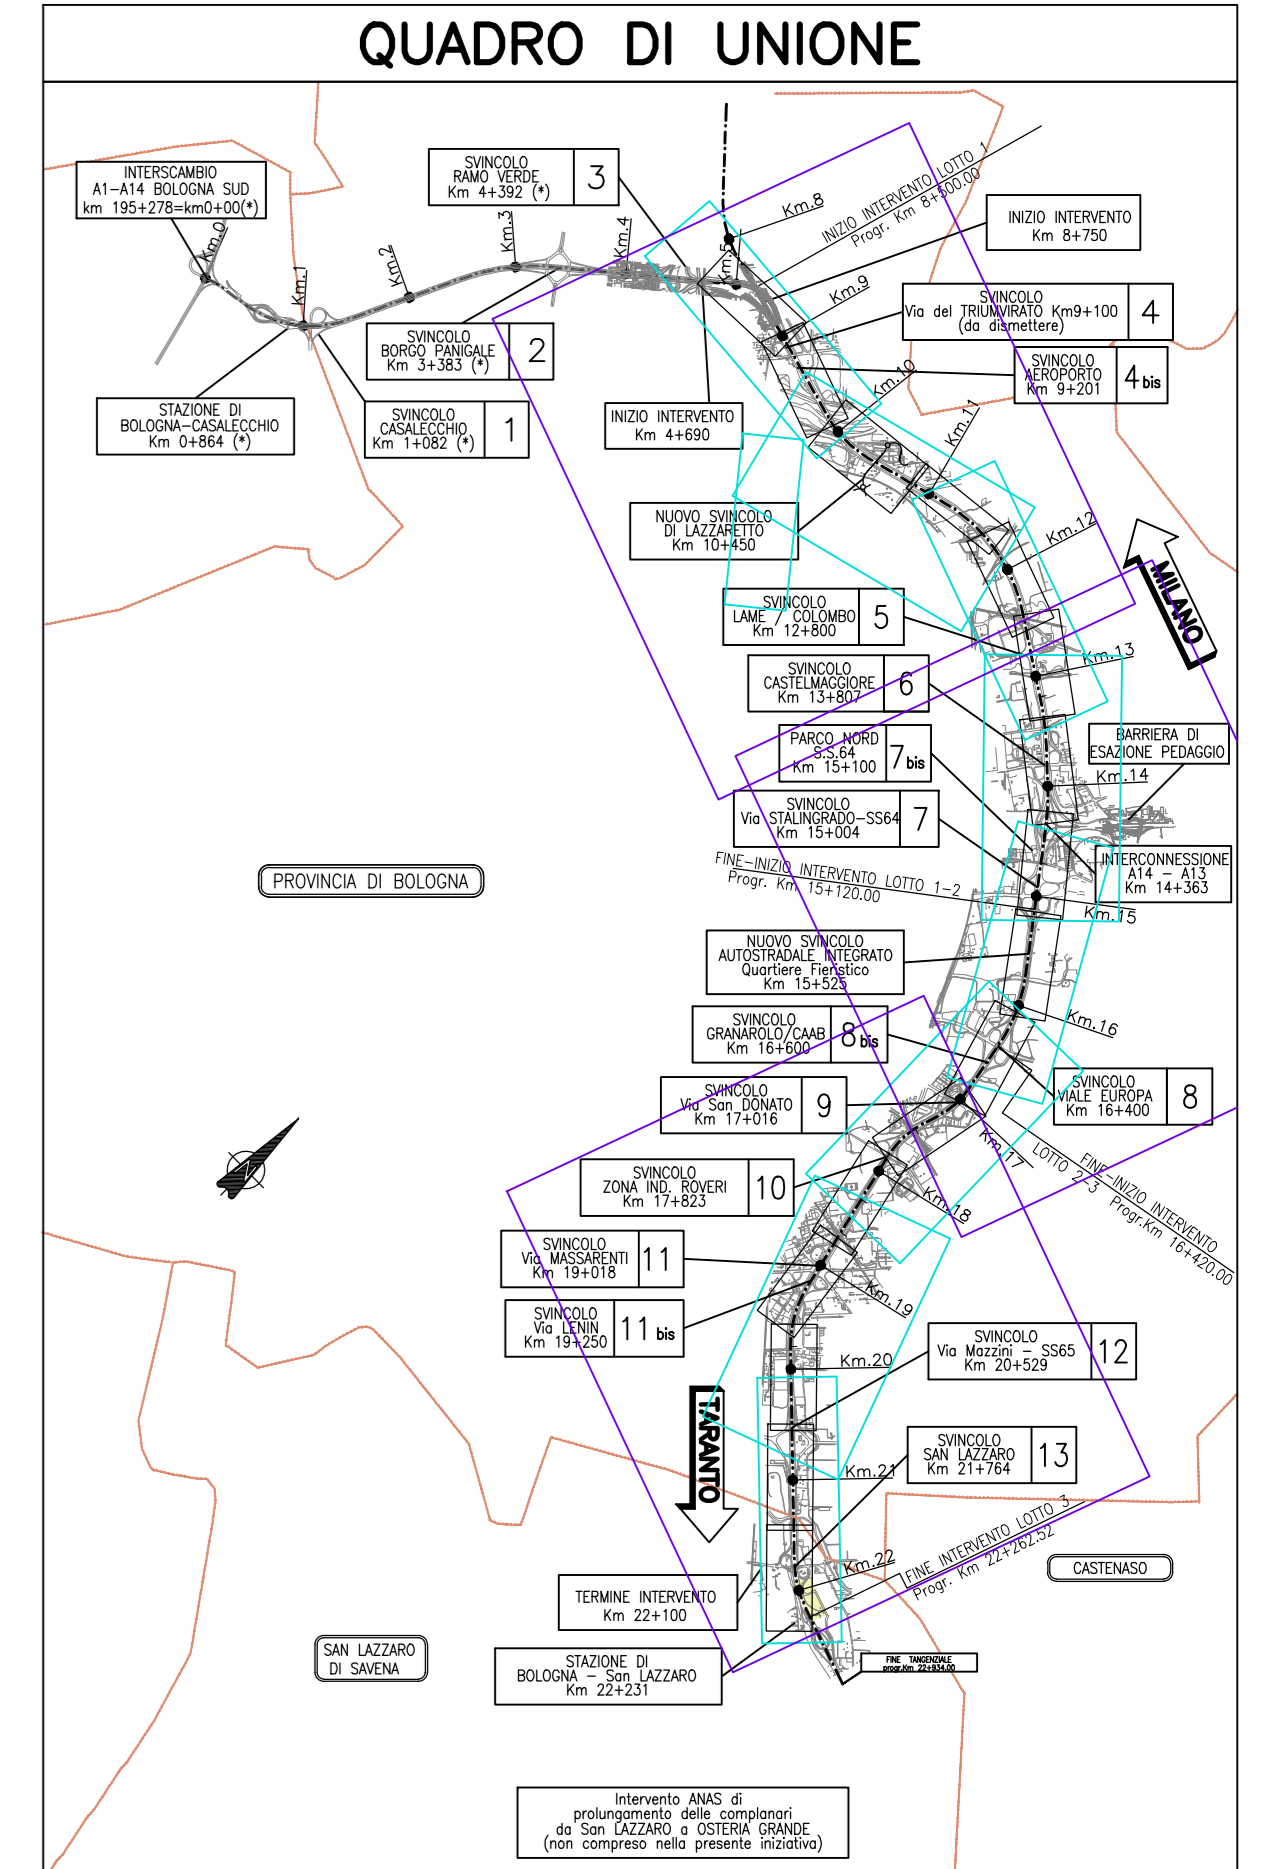 QUADRO DI UNIONE
INTERSCAMBIO
A1-A14 BOLOGNA SUD
km 195+278=km0+00(*)
SVINCOLO
RAMO VERDE
Km 4+392 (*)
3
Km.0
Km.1
Km.2
Km.3
Km.4
Km.5
Km.8
INIZIO INTERVENTO LOTTO 1
Progr. Km 8+500.00
INIZIO INTERVENTO
Km 8+750
Km.9
SVINCOLO
Via del TRIUMVIRATO Km9+100
(da dismettere)
4
SVINCOLO
BORGO PANIGALE
Km 3+383 (*)
2
SVINCOLO
AEROPORTO
Km 9+201
4 bis
Km.10
STAZIONE DI
BOLOGNA-CASALECCHIO
Km 0+864 (*)
SVINCOLO
CASALECCHIO
Km 1+082 (*)
1
INIZIO INTERVENTO
Km 4+690
Km.11
NUOVO SVINCOLO
DI LAZZARETTO
Km 10+450
Km.12
MILANO
SVINCOLO
LAME / COLOMBO
Km 12+800
5
Km.13
SVINCOLO
CASTELMAGGIORE
Km 13+807
6
PARCO NORD
S.S.64
Km 15+100
7 bis
BARRIERA DI
ESAZIONE PEDAGGIO
Km.14
SVINCOLO
Via STALINGRADO-SS64
Km 15+004
7
FINE-INIZIO INTERVENTO LOTTO 1-2
Progr. Km 15+120.00
INTERCONNESSIONE
A14 - A13
Km 14+363
PROVINCIA DI BOLOGNA
Km.15
NUOVO SVINCOLO
AUTOSTRADALE INTEGRATO
Quartiere Fieristico
Km 15+525
SVINCOLO
GRANAROLO/CAAB
Km 16+600
8 bis
Km.16
SVINCOLO
Via San DONATO
Km 17+016
9
SVINCOLO
VIALE EUROPA
Km 16+400
8
Km.17
FINE-INIZIO INTERVENTO
LOTTO 2-3 Progr.Km 16+420.00
SVINCOLO
ZONA IND. ROVERI
Km 17+823
10
Km.18
SVINCOLO
Via MASSARENTI
Km 19+018
11
Km.19
SVINCOLO
Via LENIN
Km 19+250
11 bis
SVINCOLO
Via Mazzini - SS65
Km 20+529
12
Km.20
TARANTO
SVINCOLO
SAN LAZZARO
Km 21+764
13
Km.21
FINE INTERVENTO LOTTO 3
Progr. Km 22+262.52
Km.22
CASTENASO
TERMINE INTERVENTO
Km 22+100
SAN LAZZARO
DI SAVENA
STAZIONE DI
BOLOGNA - San LAZZARO
Km 22+231
FINE TANGENZIALE
progr.Km 22+934.00
Intervento ANAS di
prolungamento delle complanari
da San LAZZARO a OSTERIA GRANDE
(non compreso nella presente iniziativa)